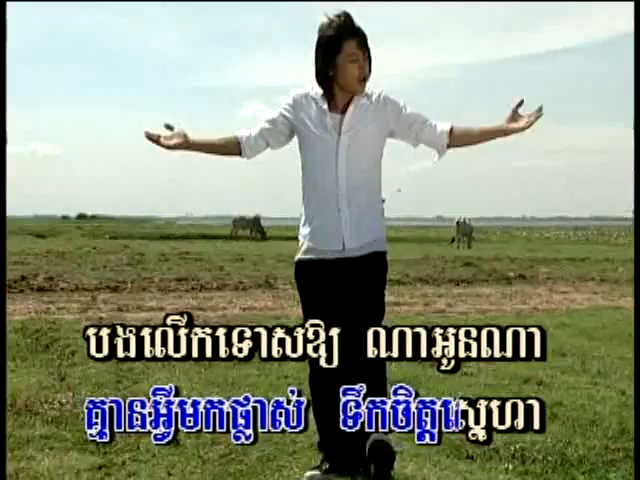 បងលើកទោសឱ្យ ណាអូនណា
គ្មានអ្វីមកផ្លាស់ ទឹកចិត្តស្នេហា